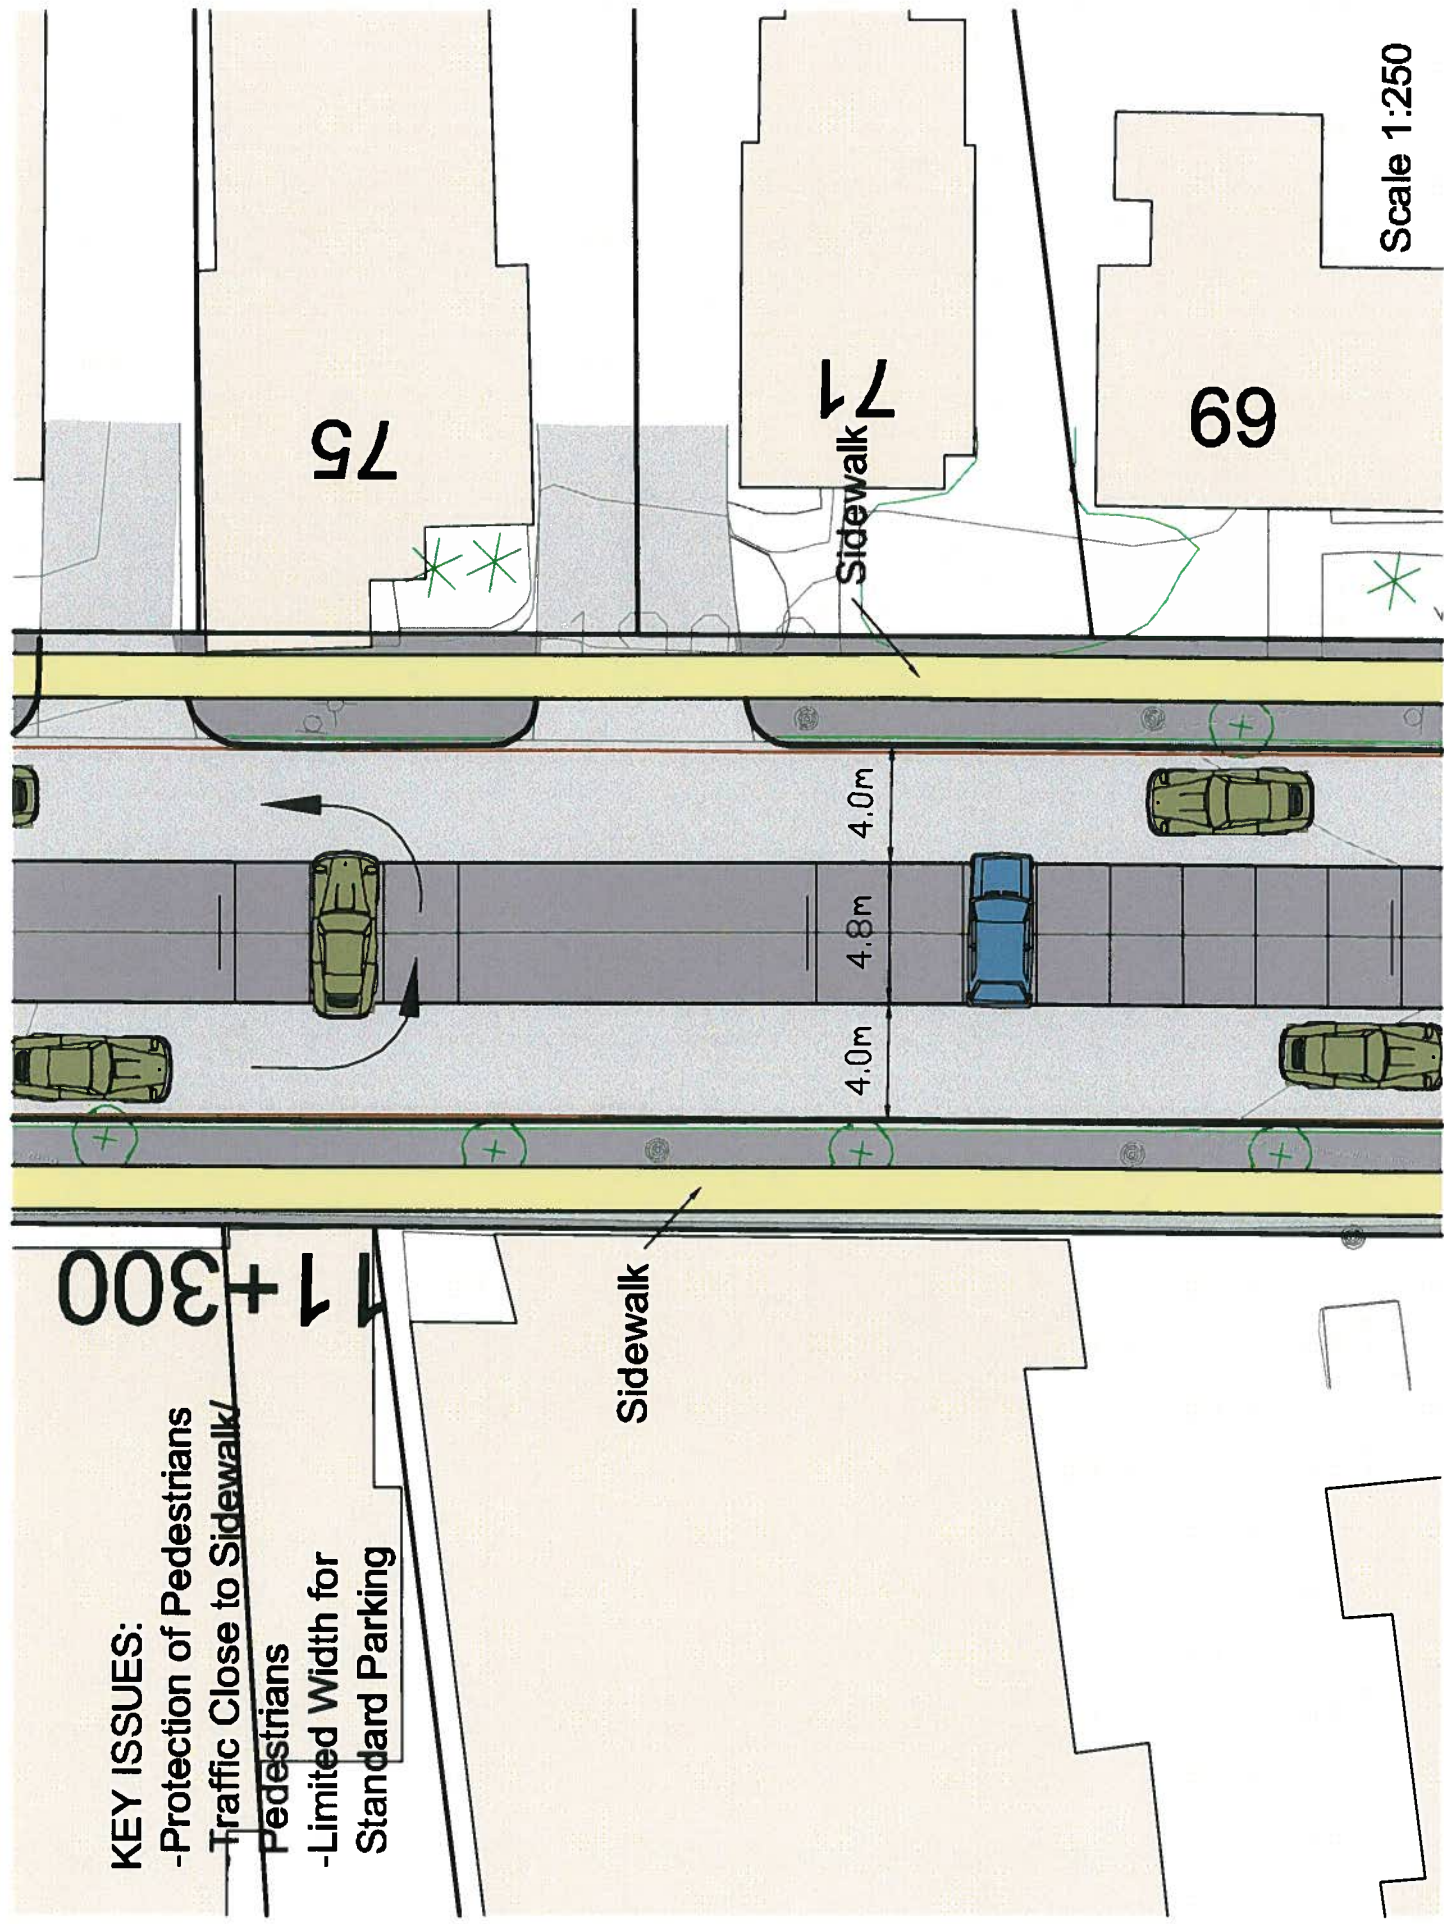 KEY ISSUES:
-Protection of Pedestrians
Traffic Close to Sidewalk/
Pedestrians
-Limited Width for
Standard Parking
11+300
Sidewalk
4.0m
4.8m
4.0m
Sidewalk
75
71
69
Scale 1:250